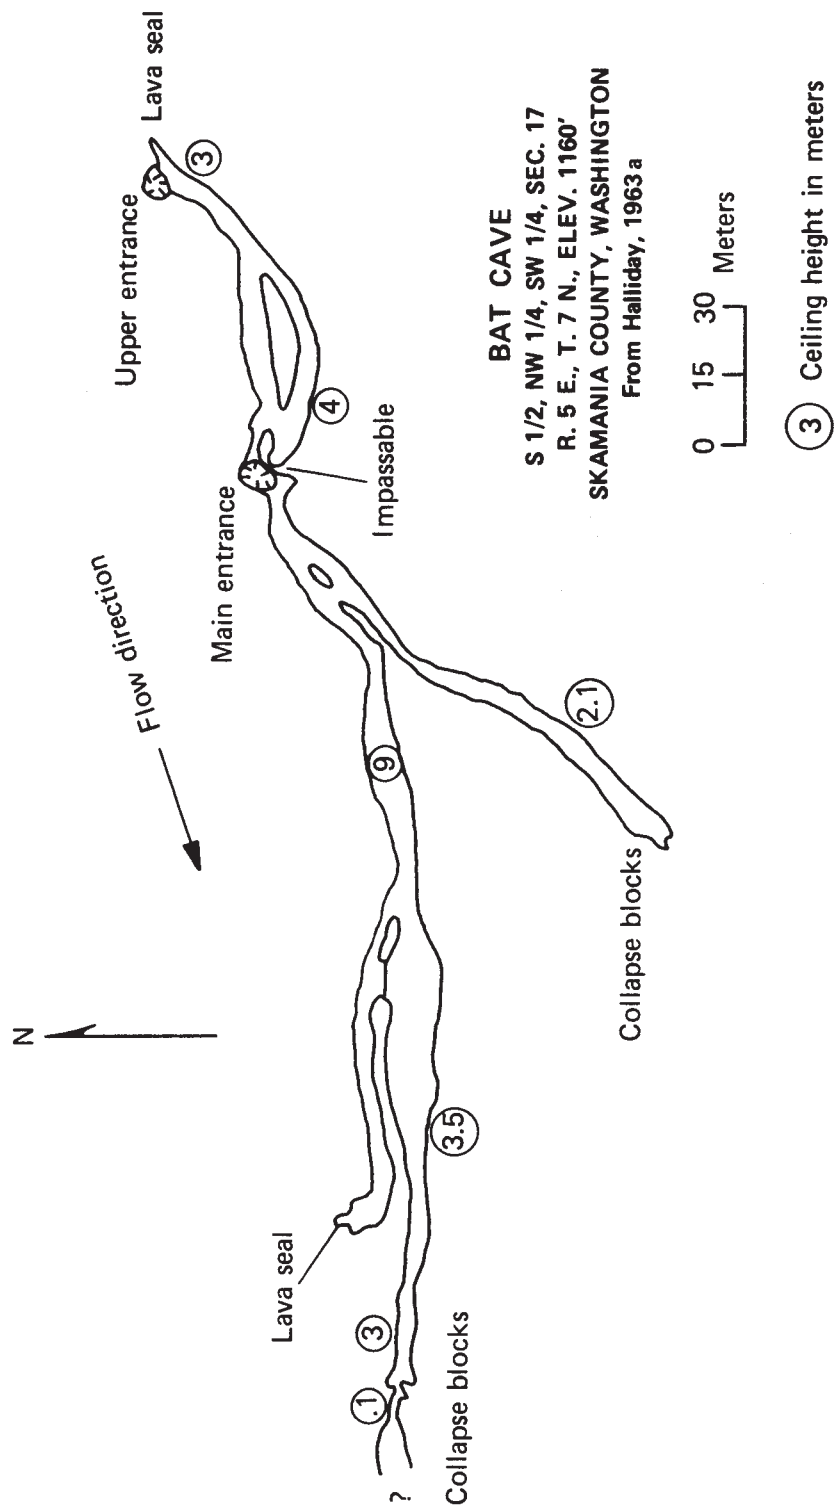 N
Flow direction
Upper entrance
Lava seal
3
Main entrance
4
Impassable
9
2.1
Collapse blocks
3.5
Lava seal
3
.1
?
Collapse blocks
BAT CAVE
S 1/2, NW 1/4, SW 1/4, SEC. 17
R. 5 E., T. 7 N., ELEV. 1160'
SKAMANIA COUNTY, WASHINGTON
From Halliday, 1963a
0 15 30
Meters
3 Ceiling height in meters